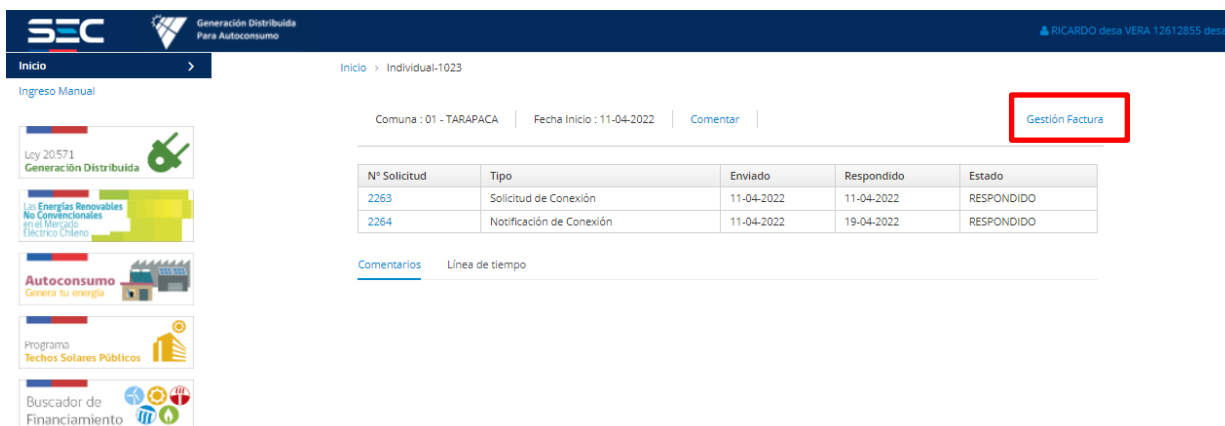 SEC
Generación Distribuida
Para Autoconsumo
RICARDO desa VERA 12612855 desa
Inicio >
Ingreso Manual
Ley 20.571
Generación Distribuida
Las Energías Renovables
No Convencionales
en el Mercado
Eléctrico Chileno
Autoconsumo
Genera tu energía
Programa
Techos Solares Públicos
Buscador de
Financiamiento
Inicio > Individual-1023
Comuna : 01 - TARAPACA Fecha Inicio : 11-04-2022 Comentar Gestión Factura
Nº Solicitud Tipo Enviado Respondido Estado
2263 Solicitud de Conexión 11-04-2022 11-04-2022 RESPONDIDO
2264 Notificación de Conexión 11-04-2022 19-04-2022 RESPONDIDO
Comentarios Línea de tiempo